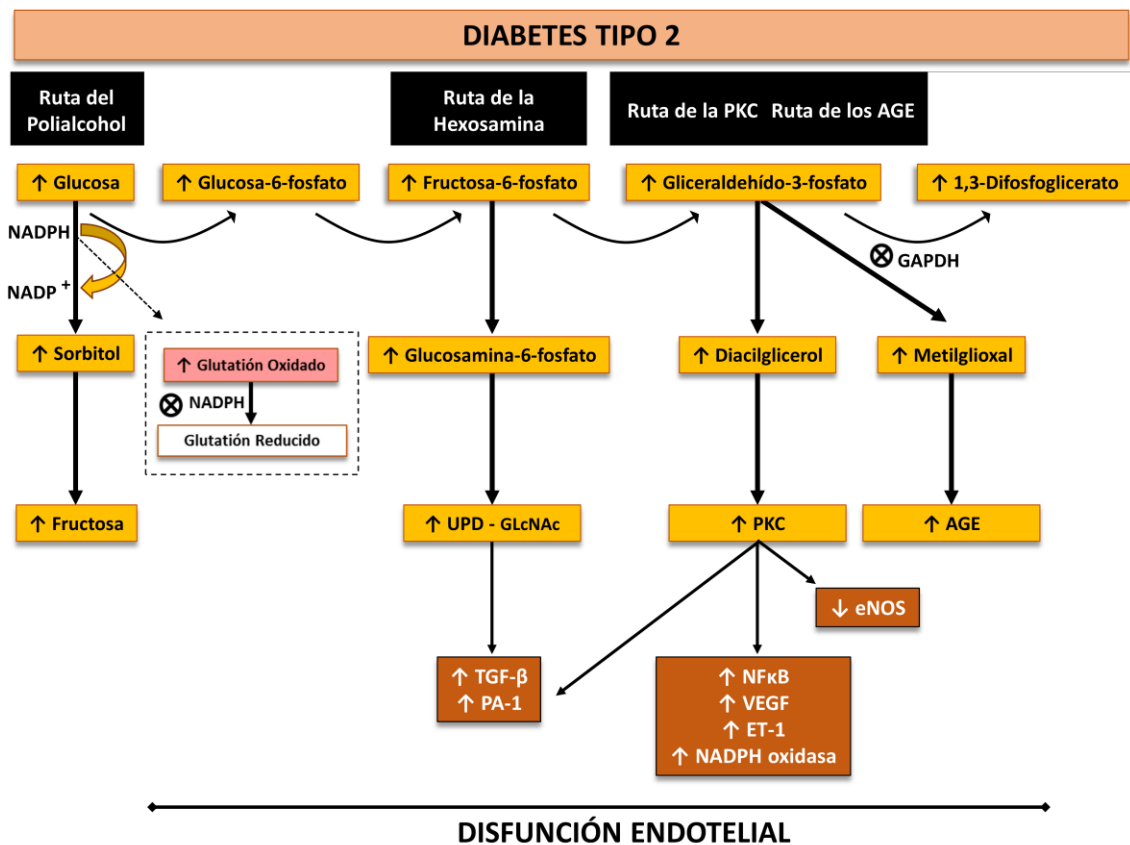 DIABETES TIPO 2
Ruta del
Polialcohol
Ruta de la
Hexosamina
Ruta de la PKC Ruta de los AGE
↑ Glucosa
↑ Glucosa-6-fosfato
↑ Fructosa-6-fosfato
↑ Gliceraldehído-3-fosfato
↑ 1,3-Difosfoglicerato
NADPH
NADP +
⊗ GAPDH
↑ Sorbitol
↑ Glutatión Oxidado
⊗ NADPH
Glutatión Reducido
↑ Glucosamina-6-fosfato
↑ Diacilglicerol
↑ Metilglioxal
↑ Fructosa
↑ UPD - GLcNAc
↑ PKC
↑ AGE
↓ eNOS
↑ TGF-β
↑ PA-1
↑ NFκB
↑ VEGF
↑ ET-1
↑ NADPH oxidasa
DISFUNCIÓN ENDOTELIAL